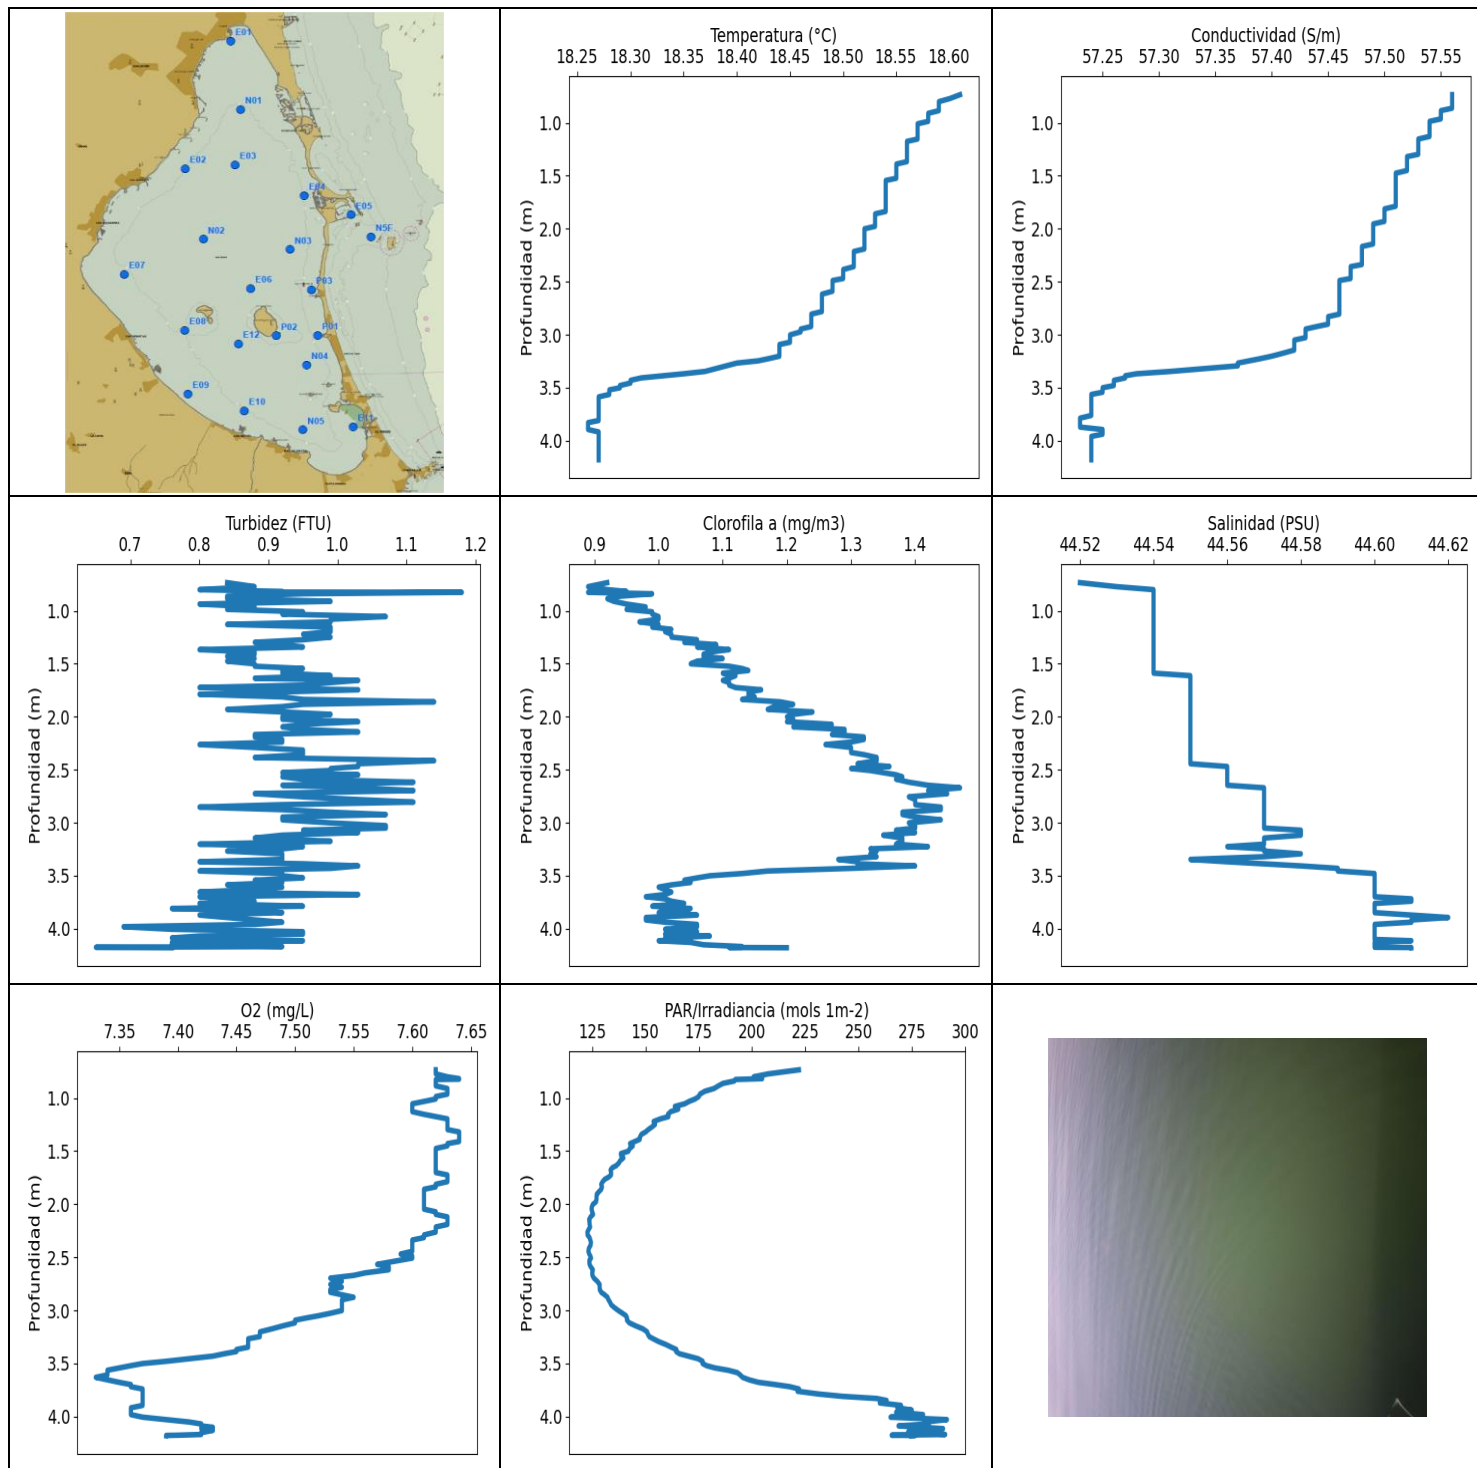 E01
N01
E02
E03
E04
E05
N5F
N02
N03
E07
E06
P03
E08
E12
P02
P01
N04
E09
E10
N05
E11
Temperatura (°C)
18.25 18.30 18.35 18.40 18.45 18.50 18.55 18.60
Profundidad (m)
1.0
1.5
2.0
2.5
3.0
3.5
4.0
Conductividad (S/m)
57.25 57.30 57.35 57.40 57.45 57.50 57.55
Profundidad (m)
1.0
1.5
2.0
2.5
3.0
3.5
4.0
Turbidez (FTU)
0.7 0.8 0.9 1.0 1.1 1.2
Profundidad (m)
1.0
1.5
2.0
2.5
3.0
3.5
4.0
Clorofila a (mg/m3)
0.9 1.0 1.1 1.2 1.3 1.4
Profundidad (m)
1.0
1.5
2.0
2.5
3.0
3.5
4.0
Salinidad (PSU)
44.52 44.54 44.56 44.58 44.60 44.62
Profundidad (m)
1.0
1.5
2.0
2.5
3.0
3.5
4.0
O2 (mg/L)
7.35 7.40 7.45 7.50 7.55 7.60 7.65
Profundidad (m)
1.0
1.5
2.0
2.5
3.0
3.5
4.0
PAR/Irradiancia (mols 1m-2)
125 150 175 200 225 250 275 300
Profundidad (m)
1.0
1.5
2.0
2.5
3.0
3.5
4.0